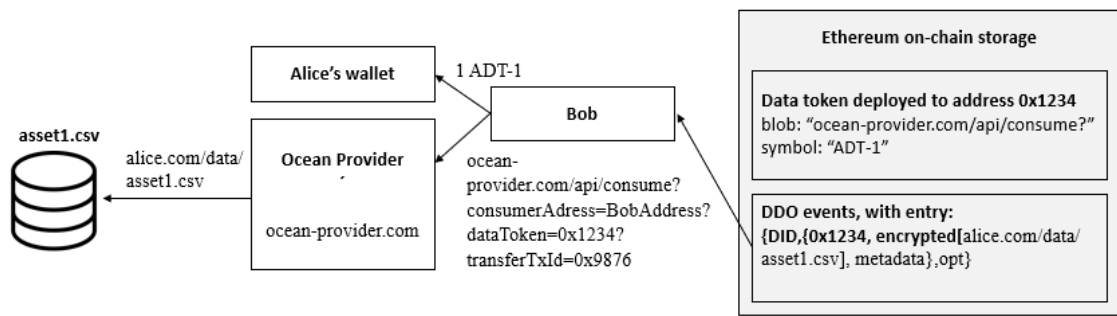 Ethereum on-chain storage
Alice's wallet
1 ADT-1
Bob
Data token deployed to address 0x1234
blob: "ocean-provider.com/api/consume?"
symbol: "ADT-1"
asset1.csv
alice.com/data/
asset1.csv
Ocean Provider
ocean-provider.com
ocean-
provider.com/api/consume?
consumerAdress=BobAddress?
dataToken=0x1234?
transferTxId=0x9876
DDO events, with entry:
{DID,{0x1234, encrypted[alice.com/data/
asset1.csv], metadata},opt}